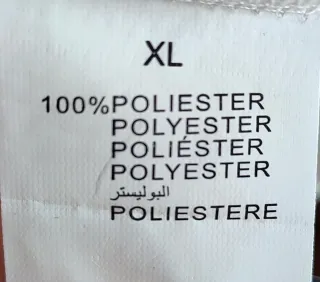 XL
100%POLIESTER
POLYESTER
POLIÉSTER
POLYESTER
البوليستر
POLIESTERE